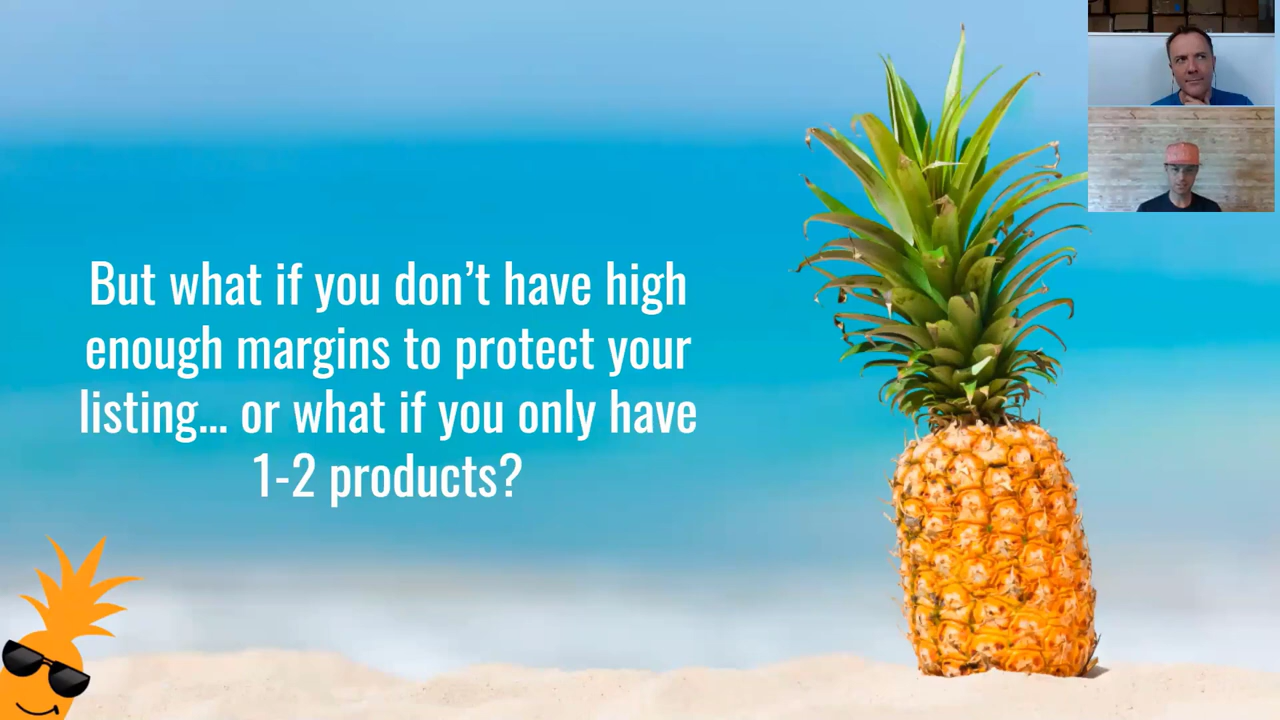 But what if you don’t have high
enough margins to protect your
listing... or what if you only have
1-2 products?